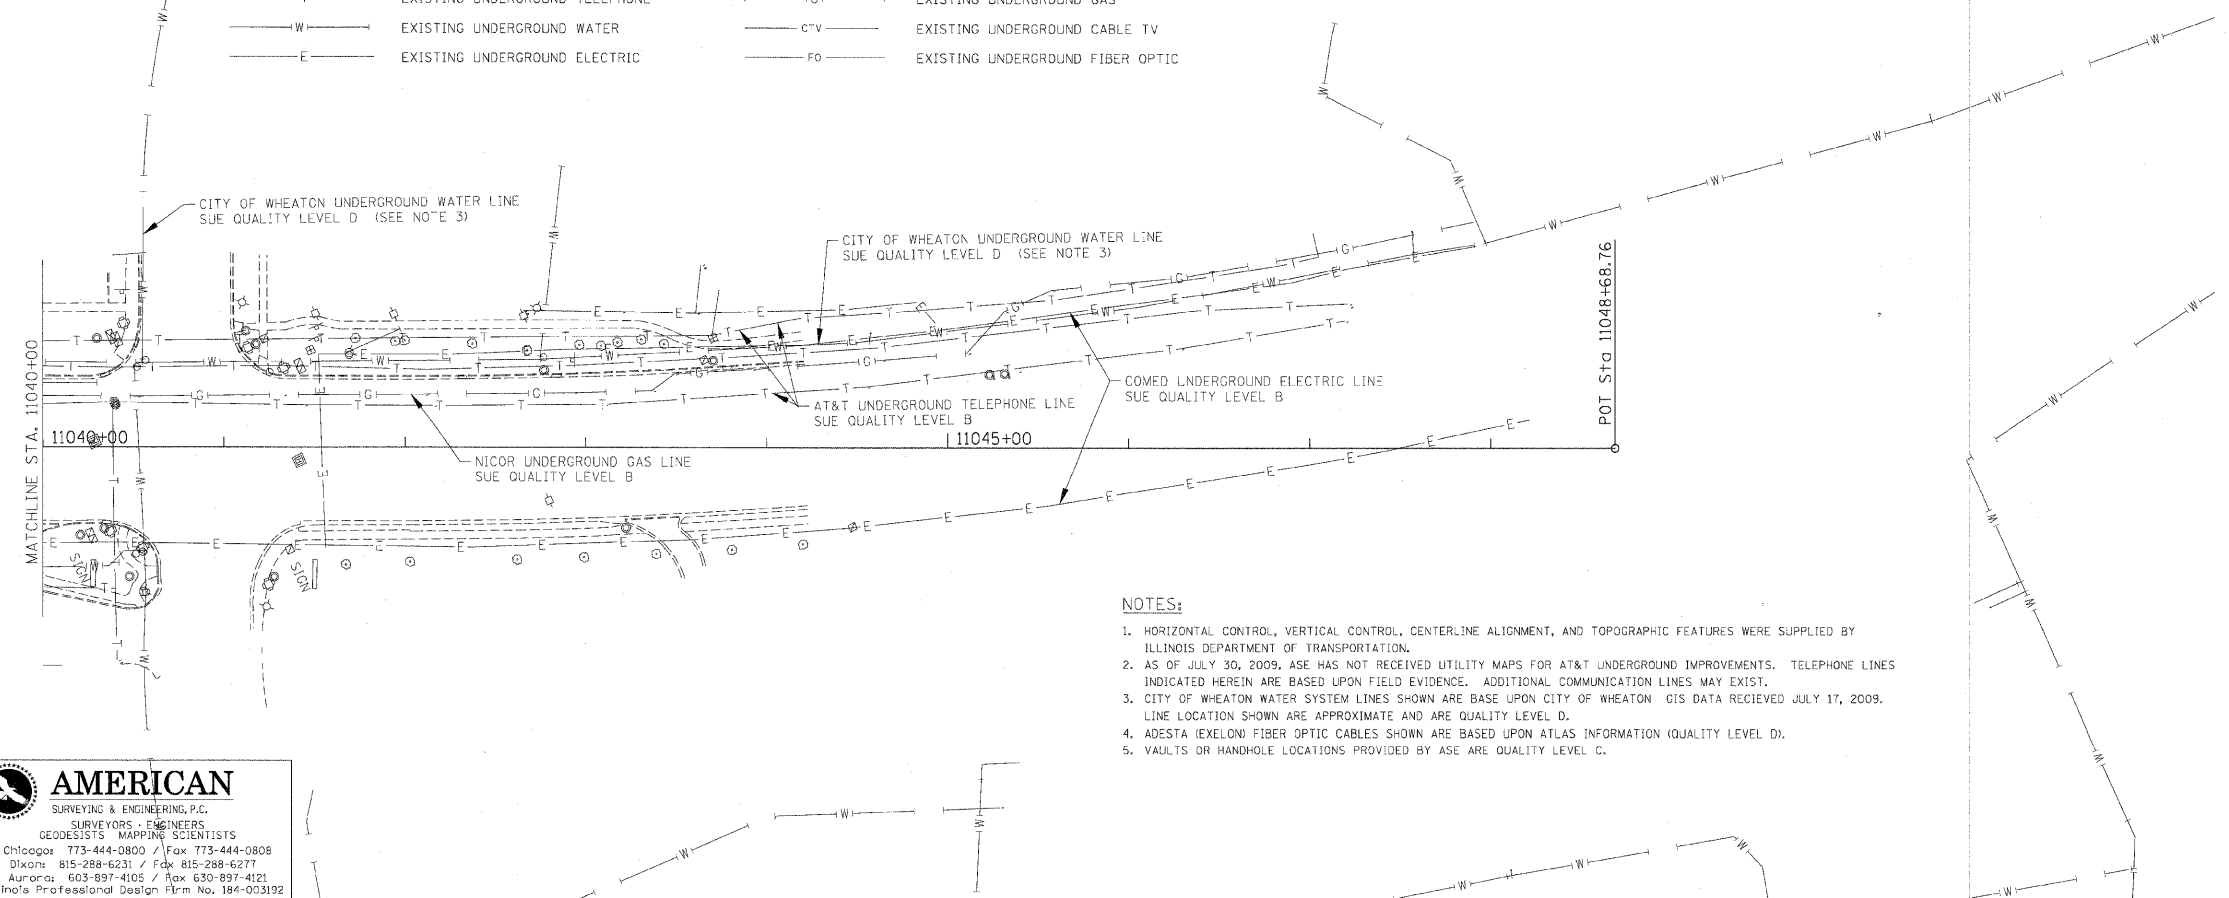 EXISTING UNDERGROUND TELEPHONE
EXISTING UNDERGROUND GAS
W EXISTING UNDERGROUND WATER
CTV EXISTING UNDERGROUND CABLE TV
E EXISTING UNDERGROUND ELECTRIC
FO EXISTING UNDERGROUND FIBER OPTIC
CITY OF WHEATON UNDERGROUND WATER LINE
SUE QUALITY LEVEL D (SEE NOTE 3)
CITY OF WHEATON UNDERGROUND WATER LINE
SUE QUALITY LEVEL D (SEE NOTE 3)
POT Sta 11048+68.76
MATCHLINE STA. 11040+00
COMED UNDERGROUND ELECTRIC LINE
SUE QUALITY LEVEL B
AT&T UNDERGROUND TELEPHONE LINE
SUE QUALITY LEVEL B
11040+00
11045+00
NICOR UNDERGROUND GAS LINE
SUE QUALITY LEVEL B
SIGN
SIGN
NOTES:
1. HORIZONTAL CONTROL, VERTICAL CONTROL, CENTERLINE ALIGNMENT, AND TOPOGRAPHIC FEATURES WERE SUPPLIED BY
ILLINOIS DEPARTMENT OF TRANSPORTATION.
2. AS OF JULY 30, 2009, ASE HAS NOT RECEIVED UTILITY MAPS FOR AT&T UNDERGROUND IMPROVEMENTS. TELEPHONE LINES
INDICATED HEREIN ARE BASED UPON FIELD EVIDENCE. ADDITIONAL COMMUNICATION LINES MAY EXIST.
3. CITY OF WHEATON WATER SYSTEM LINES SHOWN ARE BASE UPON CITY OF WHEATON GIS DATA RECIEVED JULY 17, 2009.
LINE LOCATION SHOWN ARE APPROXIMATE AND ARE QUALITY LEVEL D.
4. ADESTA (EXELON) FIBER OPTIC CABLES SHOWN ARE BASED UPON ATLAS INFORMATION (QUALITY LEVEL D).
5. VAULTS OR HANDHOLE LOCATIONS PROVIDED BY ASE ARE QUALITY LEVEL C.
AMERICAN
SURVEYING & ENGINEERING, P.C.
SURVEYORS · ENGINEERS
GEODESISTS MAPPING SCIENTISTS
Chicago: 773-444-0800 / Fax 773-444-0808
Dixon: 815-288-6231 / Fax 815-288-6277
Aurora: 603-897-4105 / Fax 630-897-4121
inois Professional Design Firm No. 184-003192